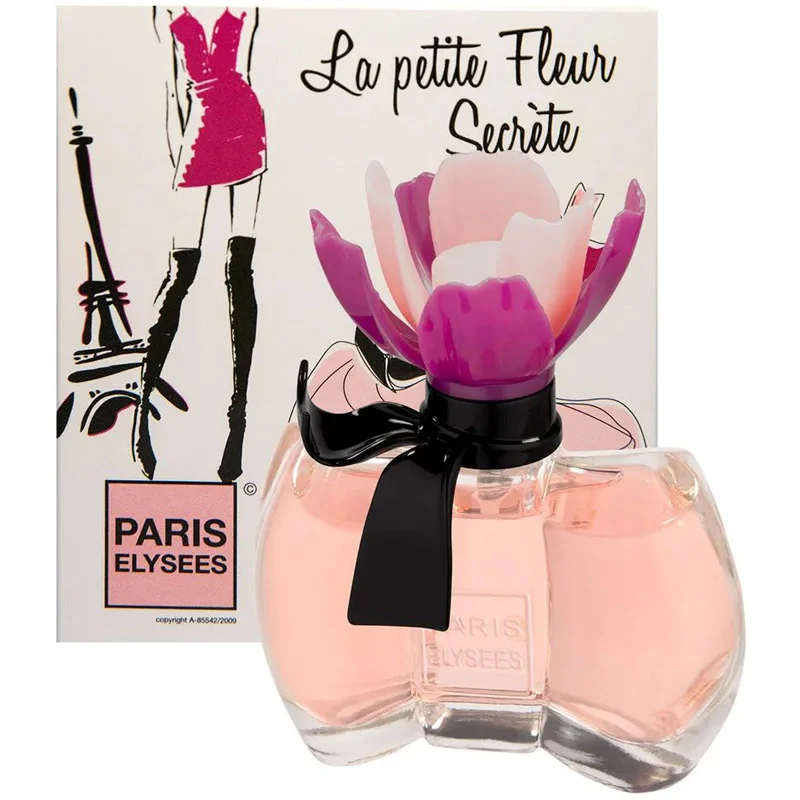 La petite Fleur
Secrète
PARIS
ELYSEES
©
copyright A-85542/2009
PARIS
ELYSEES